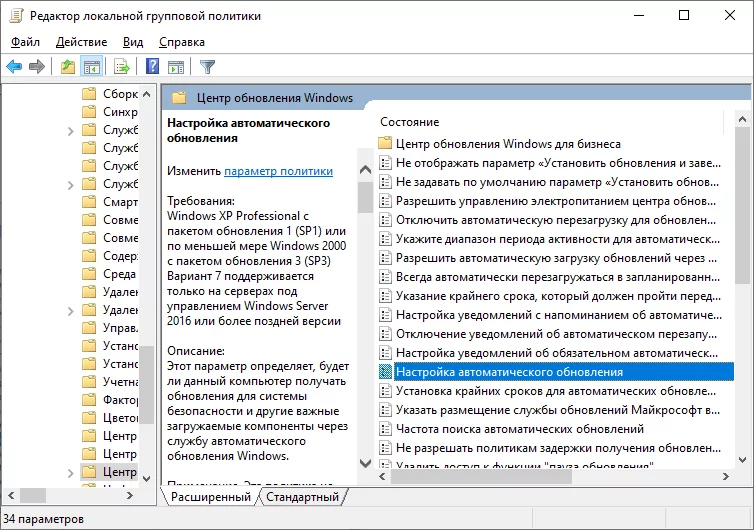 Редактор локальной групповой политики
Файл Действие Вид Справка
Центр обновления Windows
Сборк
Синхр
Служб
Служб
Служб
Служб
Смарт
Совме
Совме
Содер
Среда
Удален
Удален
Управ
Устано
Устано
Учетна
Фактор
Цветов
Центр
Центр
Центр
Настройка автоматического
обновления
Изменить параметр политики
Требования:
Windows XP Professional с
пакетом обновления 1 (SP1) или
по меньшей мере Windows 2000
с пакетом обновления 3 (SP3)
Вариант 7 поддерживается
только на серверах под
управлением Windows Server
2016 или более поздней версии
Описание:
Этот параметр определяет, будет
ли данный компьютер получать
обновления для системы
безопасности и другие важные
загружаемые компоненты через
службу автоматического
обновления Windows.
Примечание. Эта политика не
Состояние
Центр обновления Windows для бизнеса
Не отображать параметр «Установить обновления и заве...
Не задавать по умолчанию параметр «Установить обнов...
Разрешить управлению электропитанием центра обнов...
Отключить автоматическую перезагрузку для обновлен...
Укажите диапазон периода активности для автоматическ...
Разрешить автоматическую загрузку обновлений через ...
Всегда автоматически перезагружаться в запланированн...
Указание крайнего срока, который должен пройти перед...
Настройка уведомлений с напоминанием об автоматиче...
Отключение уведомлений об автоматическом перезапу...
Настройка уведомлений об обязательном автоматическ...
Настройка автоматического обновления
Установка крайних сроков для автоматических обновле...
Указать размещение службы обновлений Майкрософт в...
Частота поиска автоматических обновлений
Не разрешать политикам задержки получения обновлен...
Удалить доступ к функции "пауза обновления"
Расширенный Стандартный
34 параметров